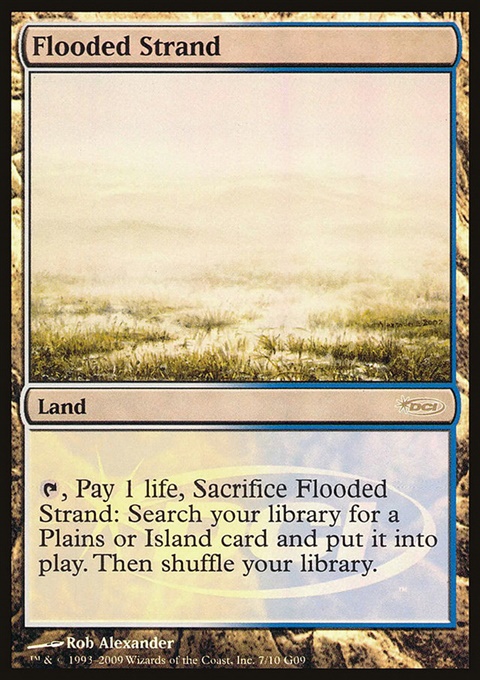 Flooded Strand
Land
DCI
, Pay 1 life, Sacrifice Flooded
Strand: Search your library for a
Plains or Island card and put it into
play. Then shuffle your library.
Rob Alexander
™ & © 1993–2009 Wizards of the Coast, Inc. 7/10 G09